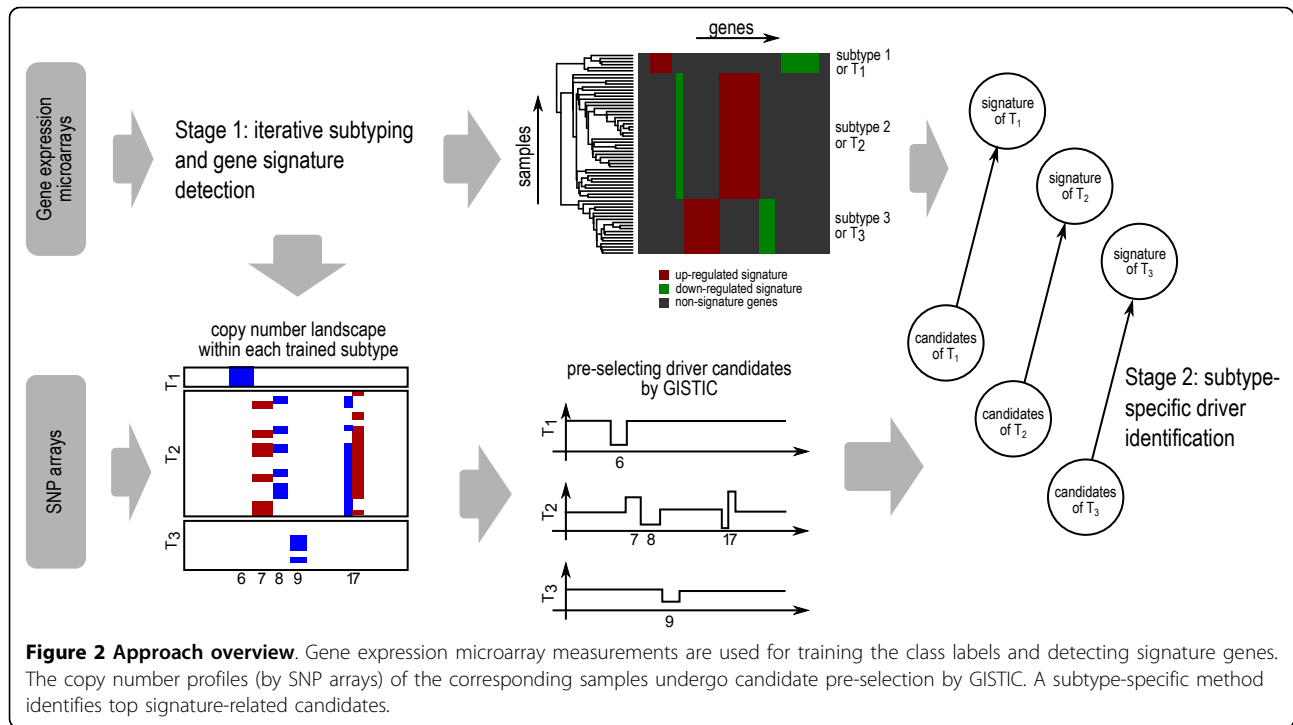 genes
Gene expression
microarrays
Stage 1: iterative subtyping
and gene signature
detection
samples
subtype 1
or T1
subtype 2
or T2
subtype 3
or T3
up-regulated signature
down-regulated signature
non-signature genes
signature
of T1
signature
of T2
signature
of T3
candidates
of T1
candidates
of T2
candidates
of T3
Stage 2: subtype-
specific driver
identification
SNP arrays
copy number landscape
within each trained subtype
T1
T2
T3
6 7 8 9 17
pre-selecting driver candidates
by GISTIC
T1
6
T2
7 8 17
T3
9
Figure 2 Approach overview. Gene expression microarray measurements are used for training the class labels and detecting signature genes.
The copy number profiles (by SNP arrays) of the corresponding samples undergo candidate pre-selection by GISTIC. A subtype-specific method
identifies top signature-related candidates.